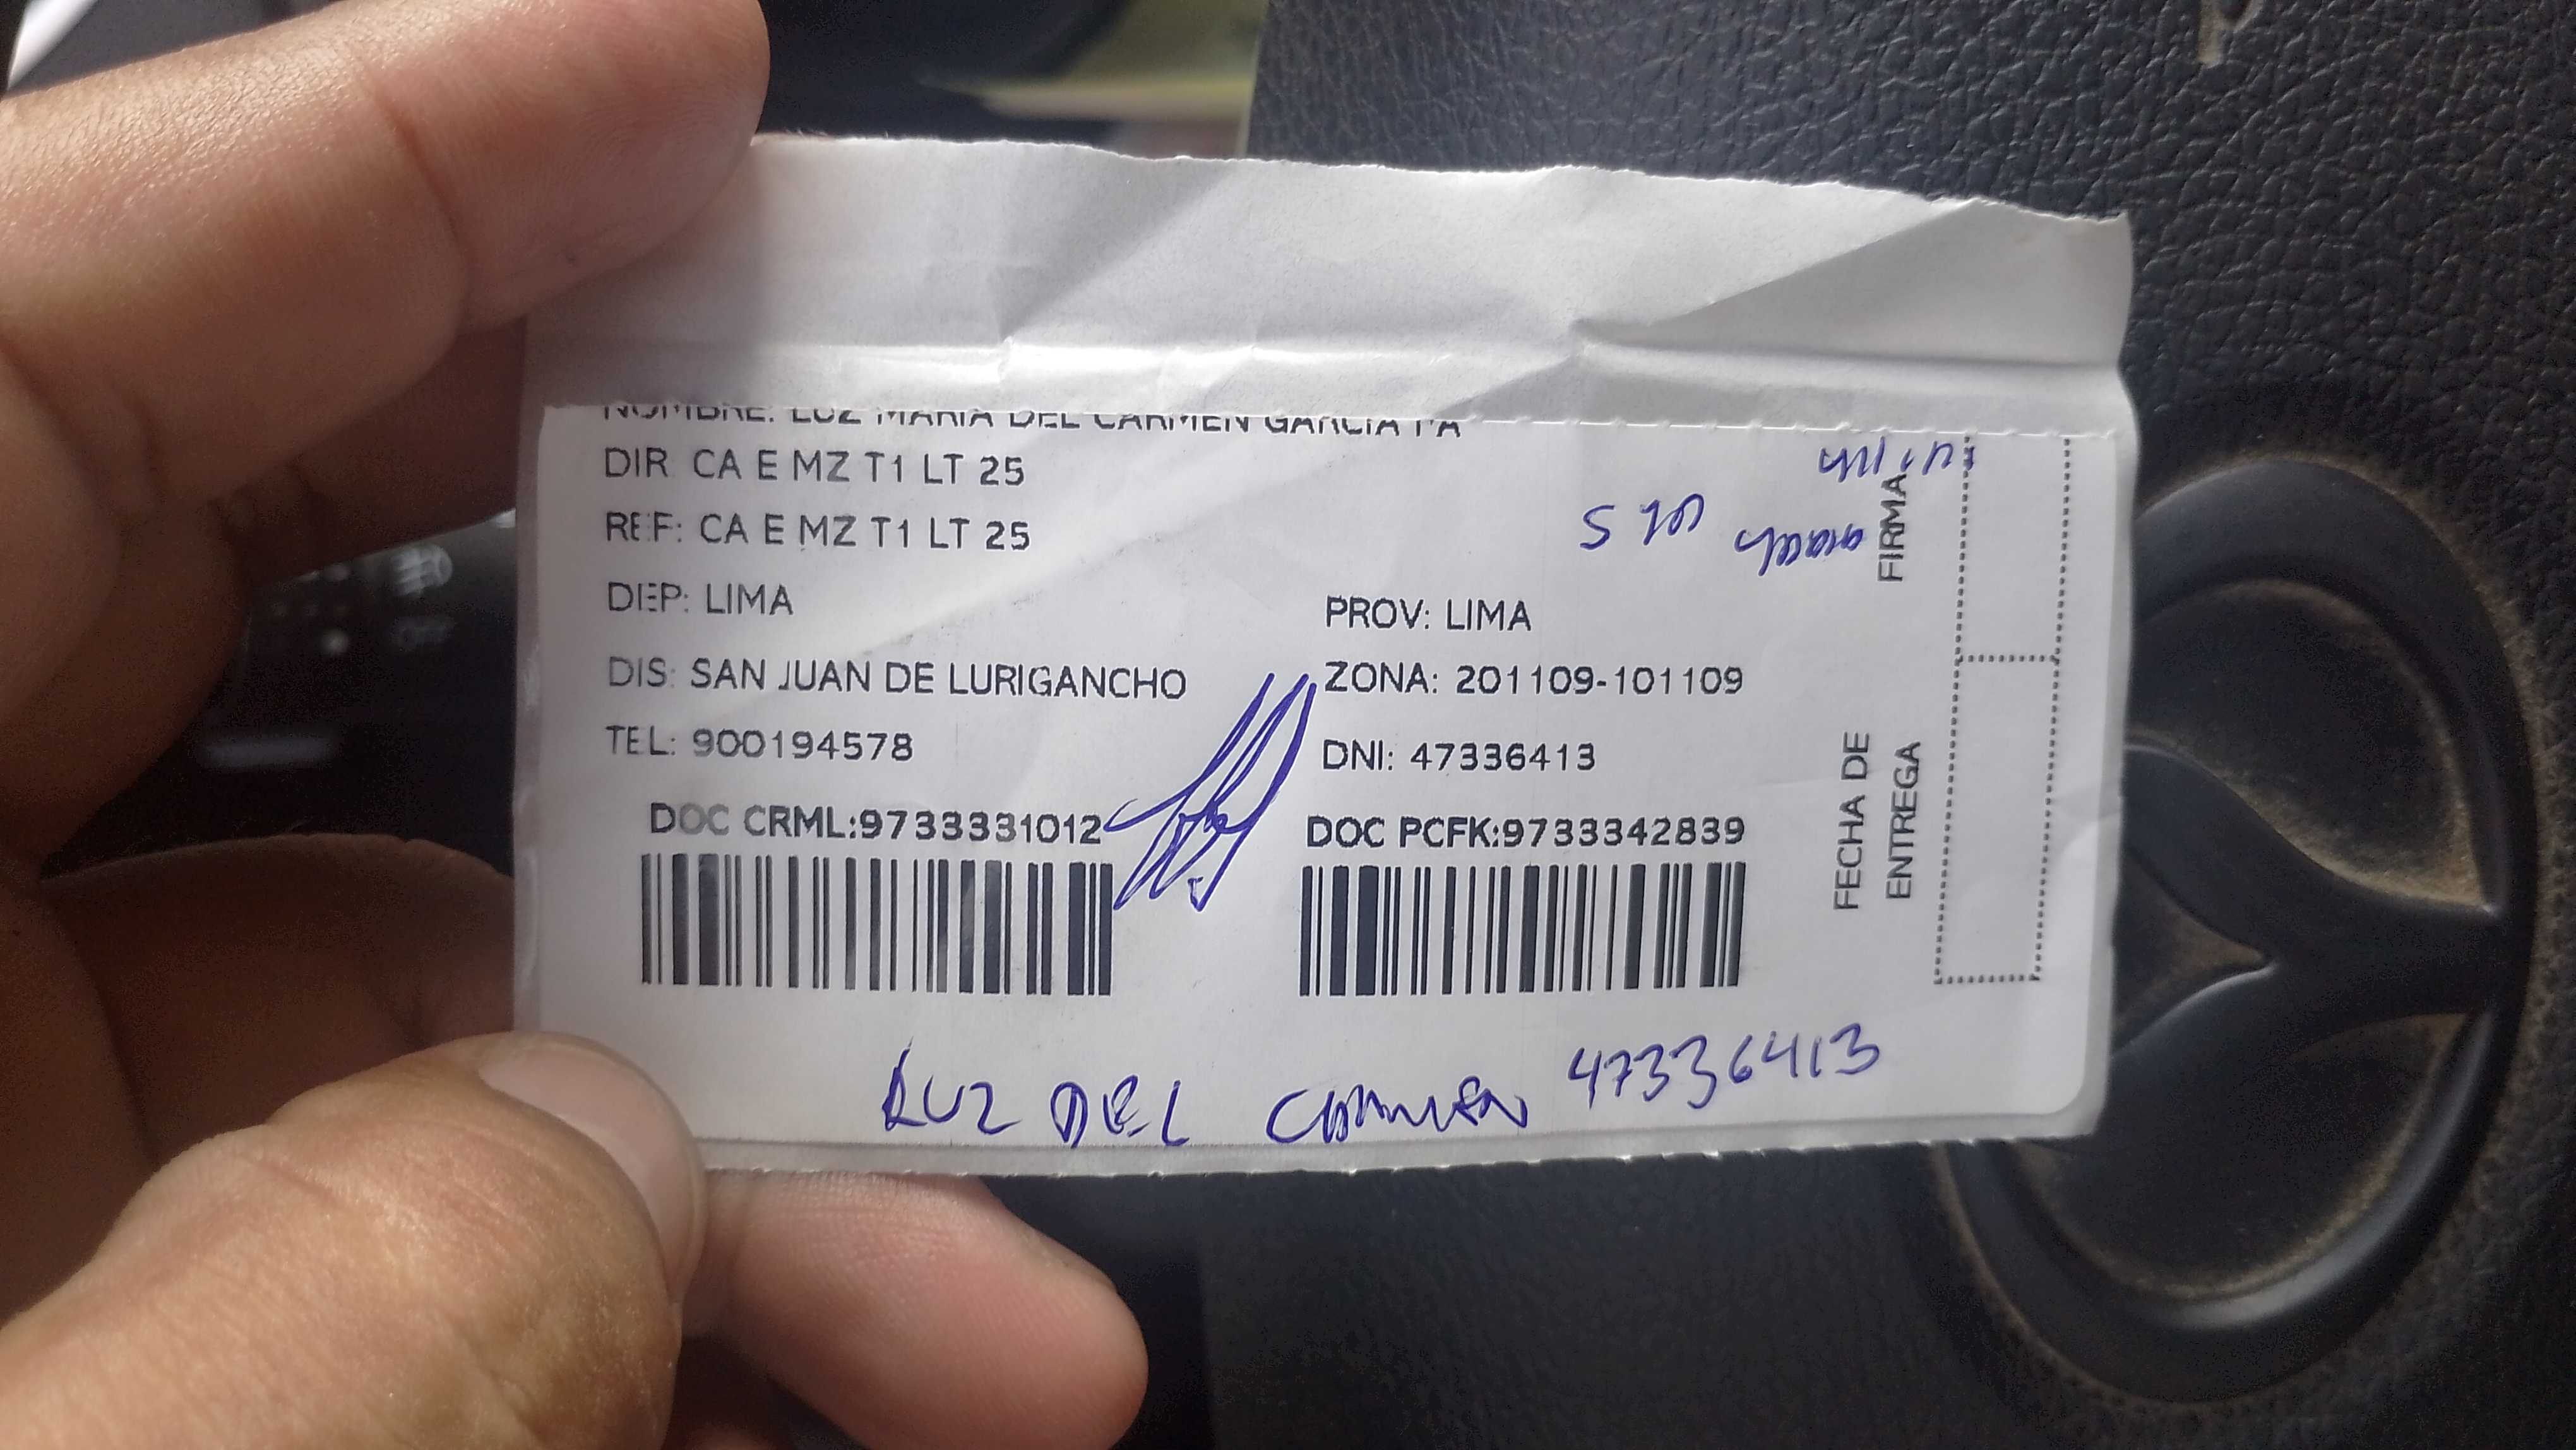 NOMBRE: LUZ MARIA DEL CARMEN GARCIA PA
DIR CA E MZ T1 LT 25
REF: CA E MZ T1 LT 25
DEP: LIMA
PROV: LIMA
DIS: SAN JUAN DE LURIGANCHO
ZONA: 201109-101109
TEL: 900194578
DNI: 47336413
DOC CRML:9733331012
DOC PCFK:9733342839
FIRMA
FECHA DE
ENTREGA
LUZ DEL CARMEN 47336413